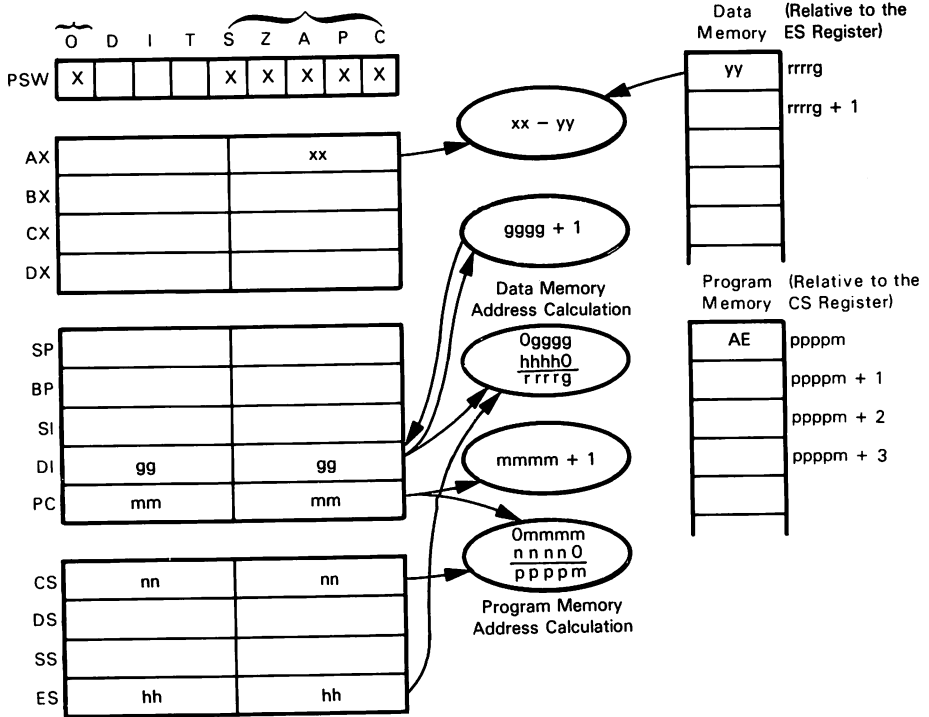 O D I T S Z A P C
PSW X X X X X X
AX xx
BX
CX
DX
SP
BP
SI
DI gg gg
PC mm mm
CS nn nn
DS
SS
ES hh hh
xx – yy
gggg + 1
Data Memory
Address Calculation
0gggg
hhhh0
rrrrg
mmmm + 1
0mmmm
nnnn0
ppppm
Program Memory
Address Calculation
Data
Memory
(Relative to the
ES Register)
yy rrrrg
rrrrg + 1
Program
Memory
(Relative to the
CS Register)
AE ppppm
ppppm + 1
ppppm + 2
ppppm + 3